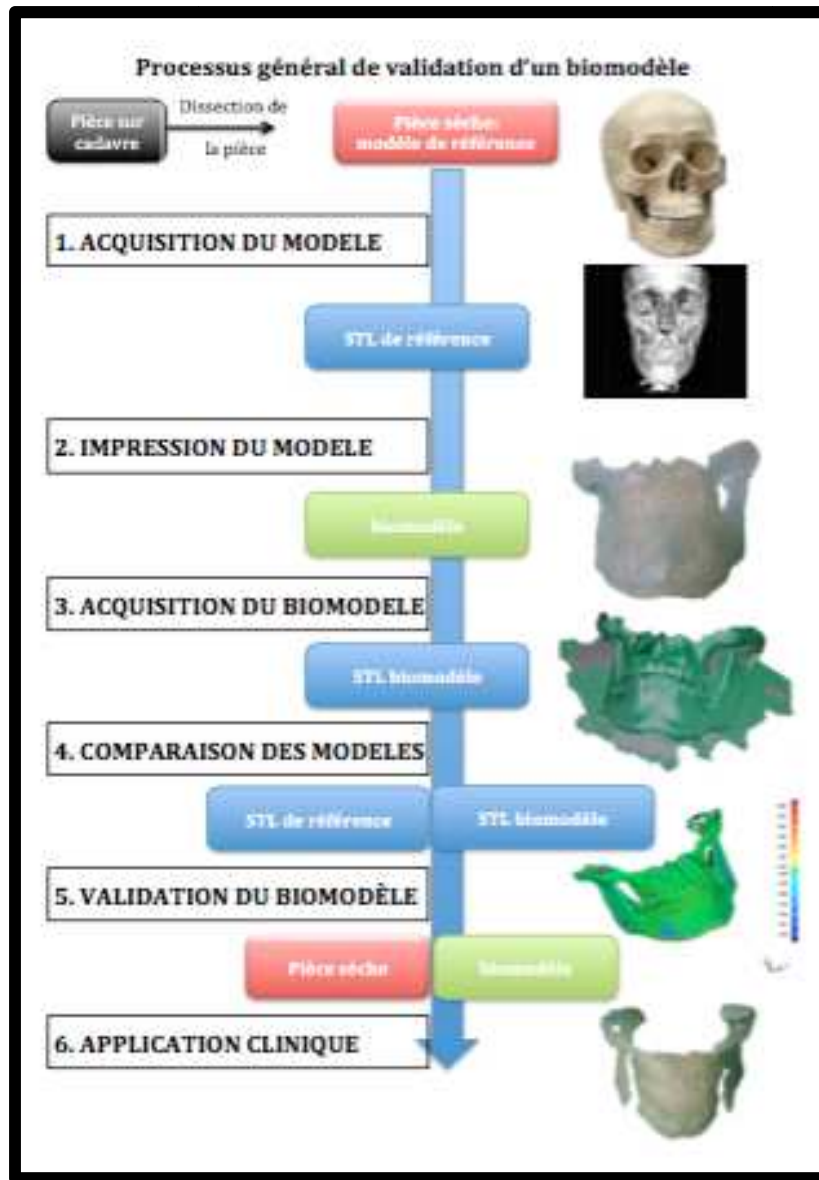 Processus général de validation d'un biomodèle
Pièce sur
cadavre
Dissection de
la pièce
Pièce sèche:
modèle de référence
1. ACQUISITION DU MODELE
STL de référence
2. IMPRESSION DU MODELE
biomodèle
3. ACQUISITION DU BIOMODELE
STL biomodèle
4. COMPARAISON DES MODELES
STL de référence
STL biomodèle
5. VALIDATION DU BIOMODÈLE
Pièce sèche
biomodèle
6. APPLICATION CLINIQUE